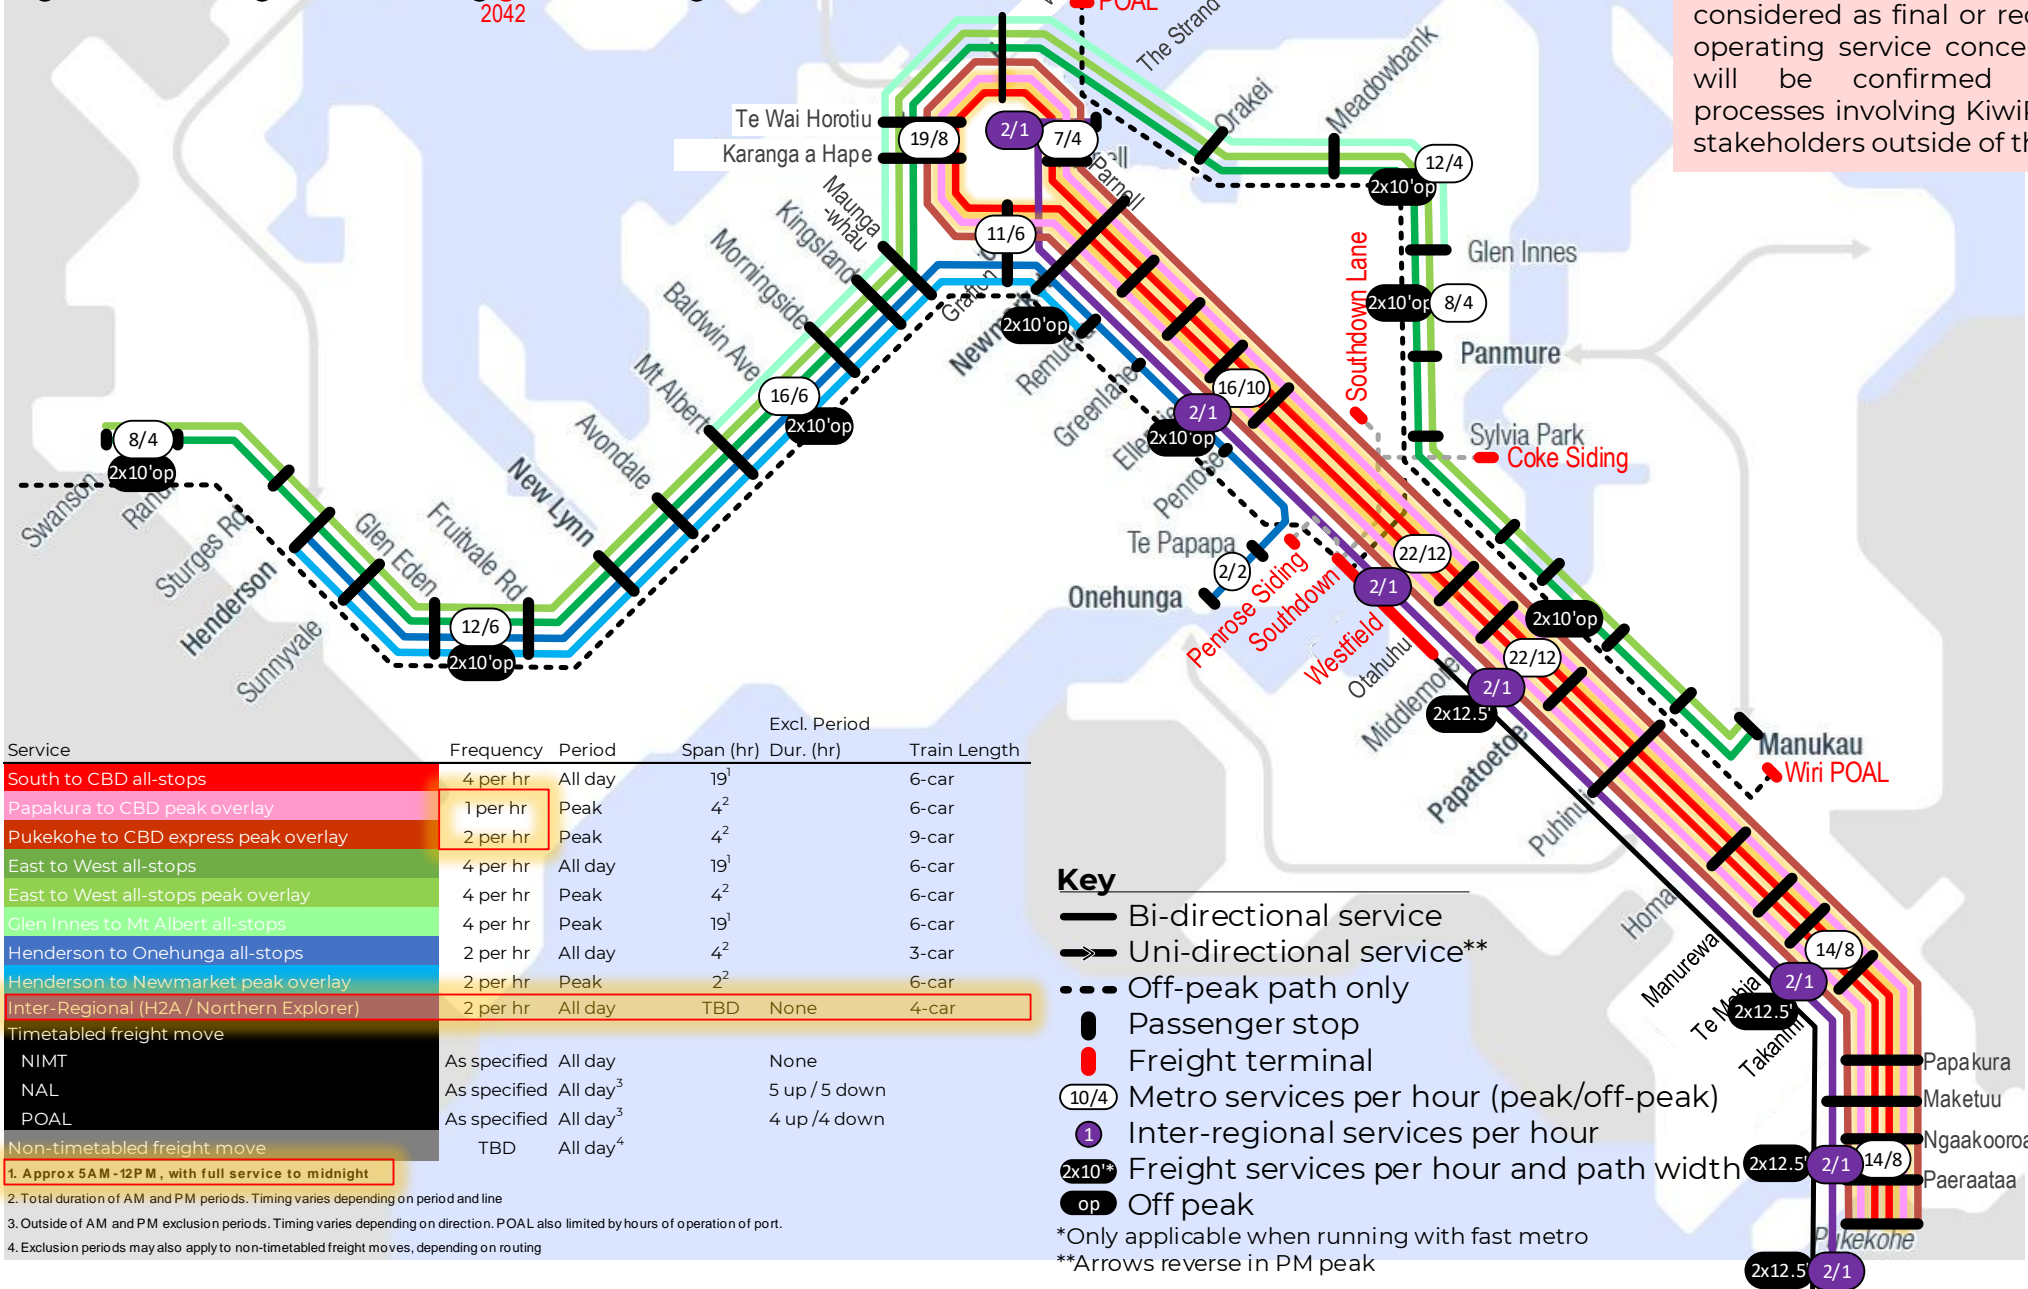 2042
POAL
The Strand
considered as final or
operating service
will be confirmed
processes involving
stakeholders outside of
Orakei
Meadowbank
Te Wai Horotiu
Karanga a Hape
19/8
2/1
7/4
Parnell
12/4
2x10'op
Maunga
-whau
Kingsland
Morningside
Baldwin Ave
Mt Albert
Avondale
New Lynn
Fruitvale Rd
Glen Eden
Sunnyvale
Henderson
Sturges Rd
Swanson
8/4
2x10'op
12/6
2x10'op
16/6
2x10'op
11/6
Grafton
2x10'op
Remuera
Greenlane
Penrose
2x10'op
2/1
16/10
Te Papapa
2/2
Onehunga
Southdown Lane
Glen Innes
2x10'op
8/4
Panmure
Sylvia Park
Coke Siding
Penrose Siding
Southdown
Westfield
Otahuhu
Middlemore
Papatoetoe
Puhinui
22/12
2/1
2x10'op
22/12
2/1
2x12.5'
Manukau
Wiri POAL
Homai
Manurewa
Te Mahia
Takanini
14/8
2/1
2x12.5'
Papakura
Maketuu
Ngaakooroa
Paeraataa
2x12.5'
2/1
14/8
Pukekohe
2x12.5'
2/1
Excl. Period
Service Frequency Period Span (hr) Dur. (hr) Train Length
South to CBD all-stops 4 per hr All day 19¹ 6-car
Papakura to CBD peak overlay 1 per hr Peak 4² 6-car
Pukekohe to CBD express peak overlay 2 per hr Peak 4² 9-car
East to West all-stops 4 per hr All day 19¹ 6-car
East to West all-stops peak overlay 4 per hr Peak 4² 6-car
Glen Innes to Mt Albert all-stops 4 per hr Peak 19¹ 6-car
Henderson to Onehunga all-stops 2 per hr All day 4² 3-car
Henderson to Newmarket peak overlay 2 per hr Peak 2² 6-car
Inter-Regional (H2A / Northern Explorer) 2 per hr All day TBD None 4-car
Timetabled freight move
NIMT As specified All day None
NAL As specified All day³ 5 up / 5 down
POAL As specified All day³ 4 up /4 down
Non-timetabled freight move TBD All day⁴
1. Approx 5AM-12PM, with full service to midnight
2. Total duration of AM and PM periods. Timing varies depending on period and line
3. Outside of AM and PM exclusion periods. Timing varies depending on direction. POAL also limited by hours of operation of port.
4. Exclusion periods may also apply to non-timetabled freight moves, depending on routing
Key
Bi-directional service
Uni-directional service**
Off-peak path only
Passenger stop
Freight terminal
10/4 Metro services per hour (peak/off-peak)
1 Inter-regional services per hour
2x10'* Freight services per hour and path width
op Off peak
*Only applicable when running with fast metro
**Arrows reverse in PM peak